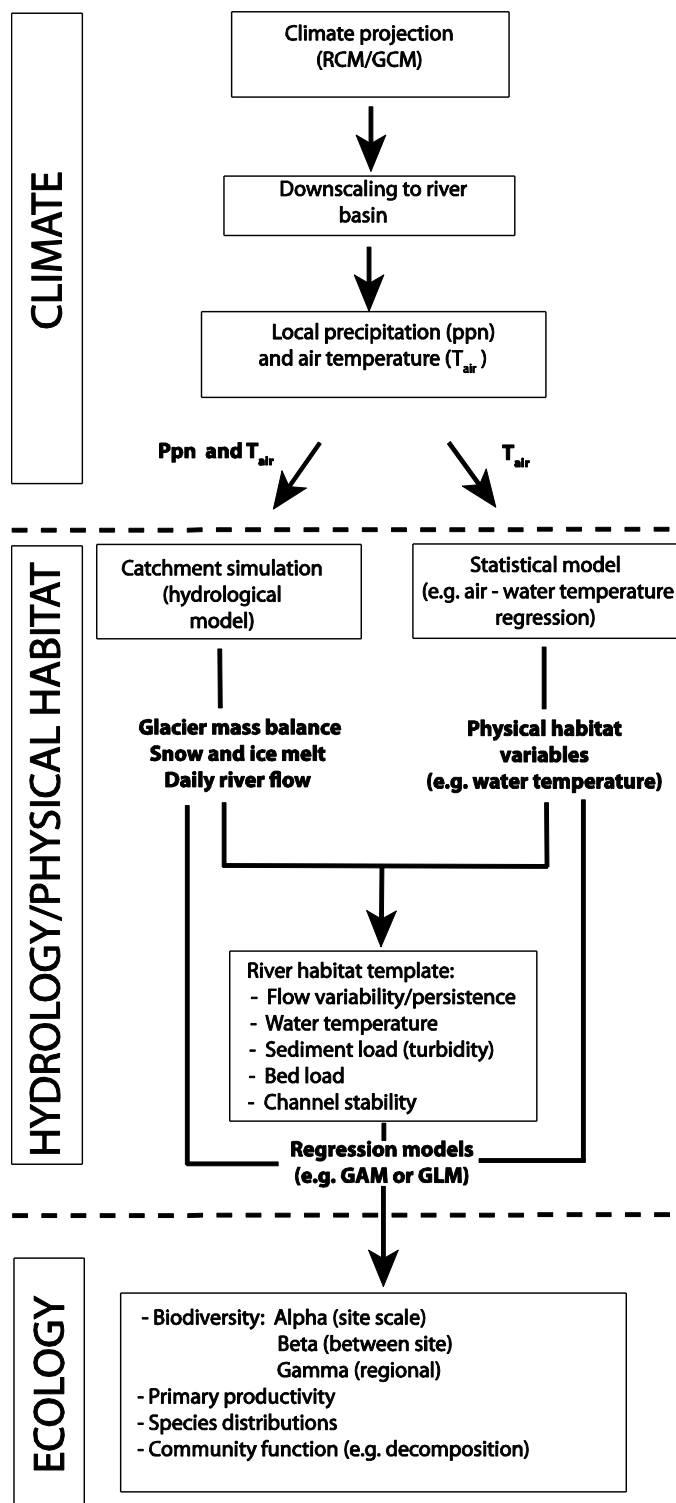 CLIMATE
Climate projection
(RCM/GCM)
Downscaling to river
basin
Local precipitation (ppn)
and air temperature (Tair )
Ppn and Tair
Tair
HYDROLOGY/PHYSICAL HABITAT
Catchment simulation
(hydrological
model)
Statistical model
(e.g. air - water temperature
regression)
Glacier mass balance
Snow and ice melt
Daily river flow
Physical habitat
variables
(e.g. water temperature)
River habitat template:
- Flow variability/persistence
- Water temperature
- Sediment load (turbidity)
- Bed load
- Channel stability
Regression models
(e.g. GAM or GLM)
ECOLOGY
- Biodiversity: Alpha (site scale)
Beta (between site)
Gamma (regional)
- Primary productivity
- Species distributions
- Community function (e.g. decomposition)